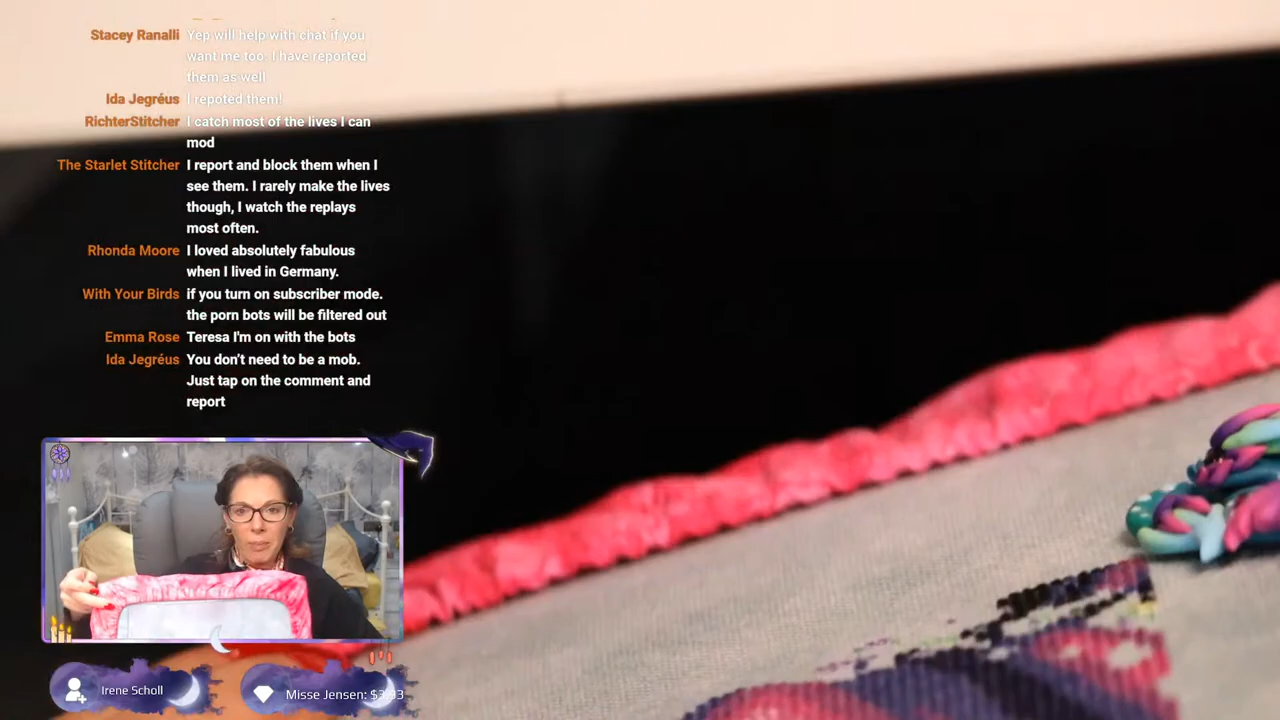 Stacey Ranalli Yep will help with chat if you
want me too. I have reported
them as well
Ida Jegréus I repoted them!
RichterStitcher I catch most of the lives I can
mod
The Starlet Stitcher I report and block them when I
see them. I rarely make the lives
though, I watch the replays
most often.
Rhonda Moore I loved absolutely fabulous
when I lived in Germany.
With Your Birds if you turn on subscriber mode.
the porn bots will be filtered out
Emma Rose Teresa I'm on with the bots
Ida Jegréus You don't need to be a mob.
Just tap on the comment and
report
Irene Scholl
Misse Jensen: $3.93